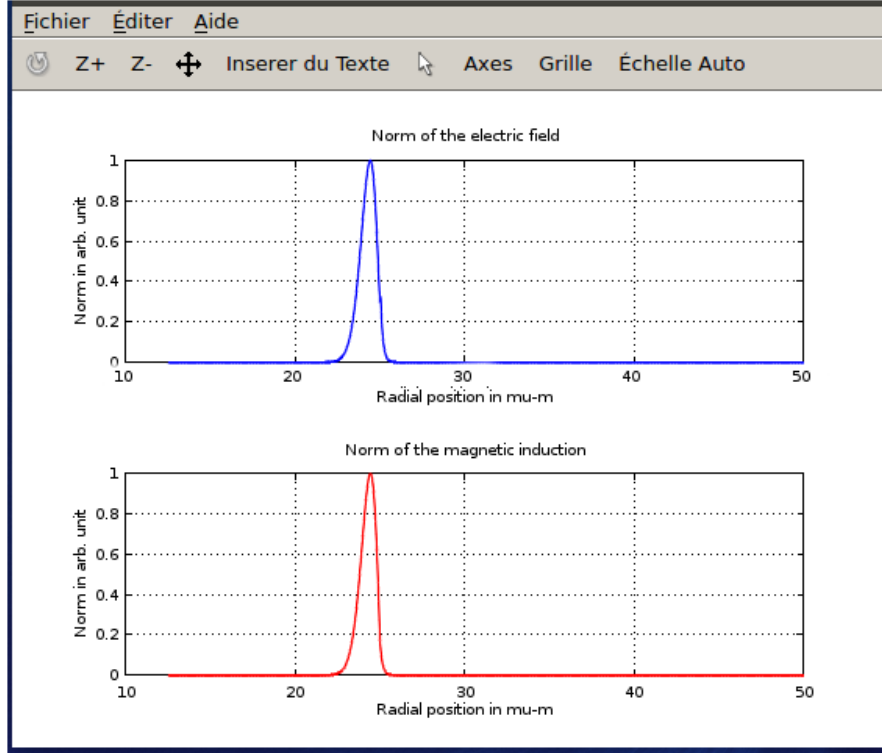 Fichier Éditer Aide
Z+ Z- Inserer du Texte Axes Grille Échelle Auto
Norm of the electric field
Norm in arb. unit
1
0.8
0.6
0.4
0.2
0
10 20 30 40 50
Radial position in mu-m
Norm of the magnetic induction
Norm in arb. unit
1
0.8
0.6
0.4
0.2
0
10 20 30 40 50
Radial position in mu-m